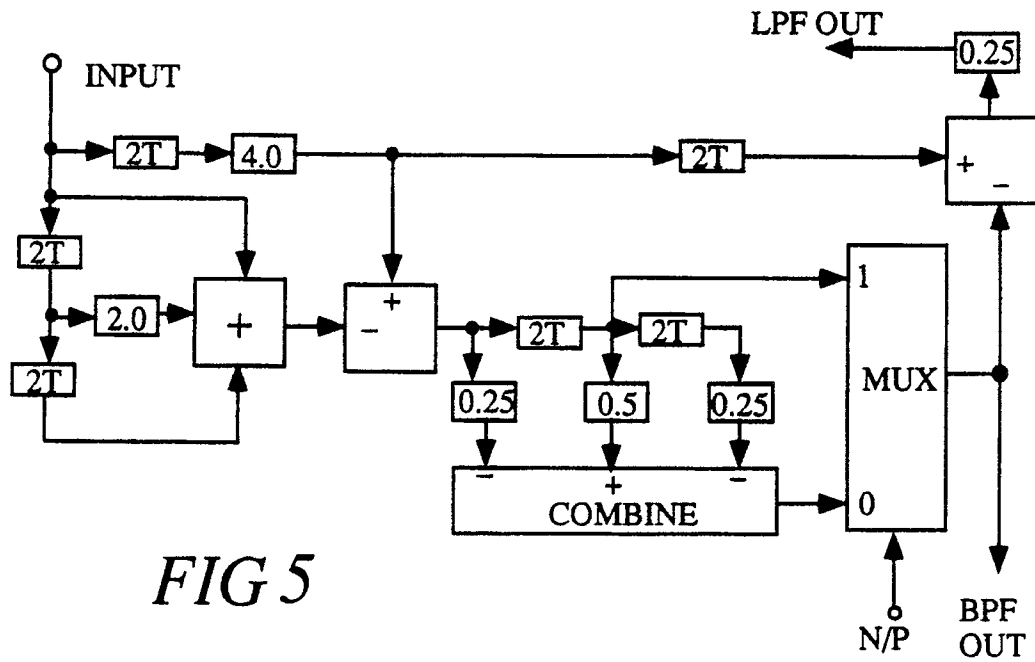 LPF OUT
0.25
INPUT
2T
4.0
2T
+
-
2T
+
1
2.0
+
-
2T
2T
MUX
2T
0.25
0.5
0.25
-
+
-
0
COMBINE
FIG 5
N/P
BPF
OUT